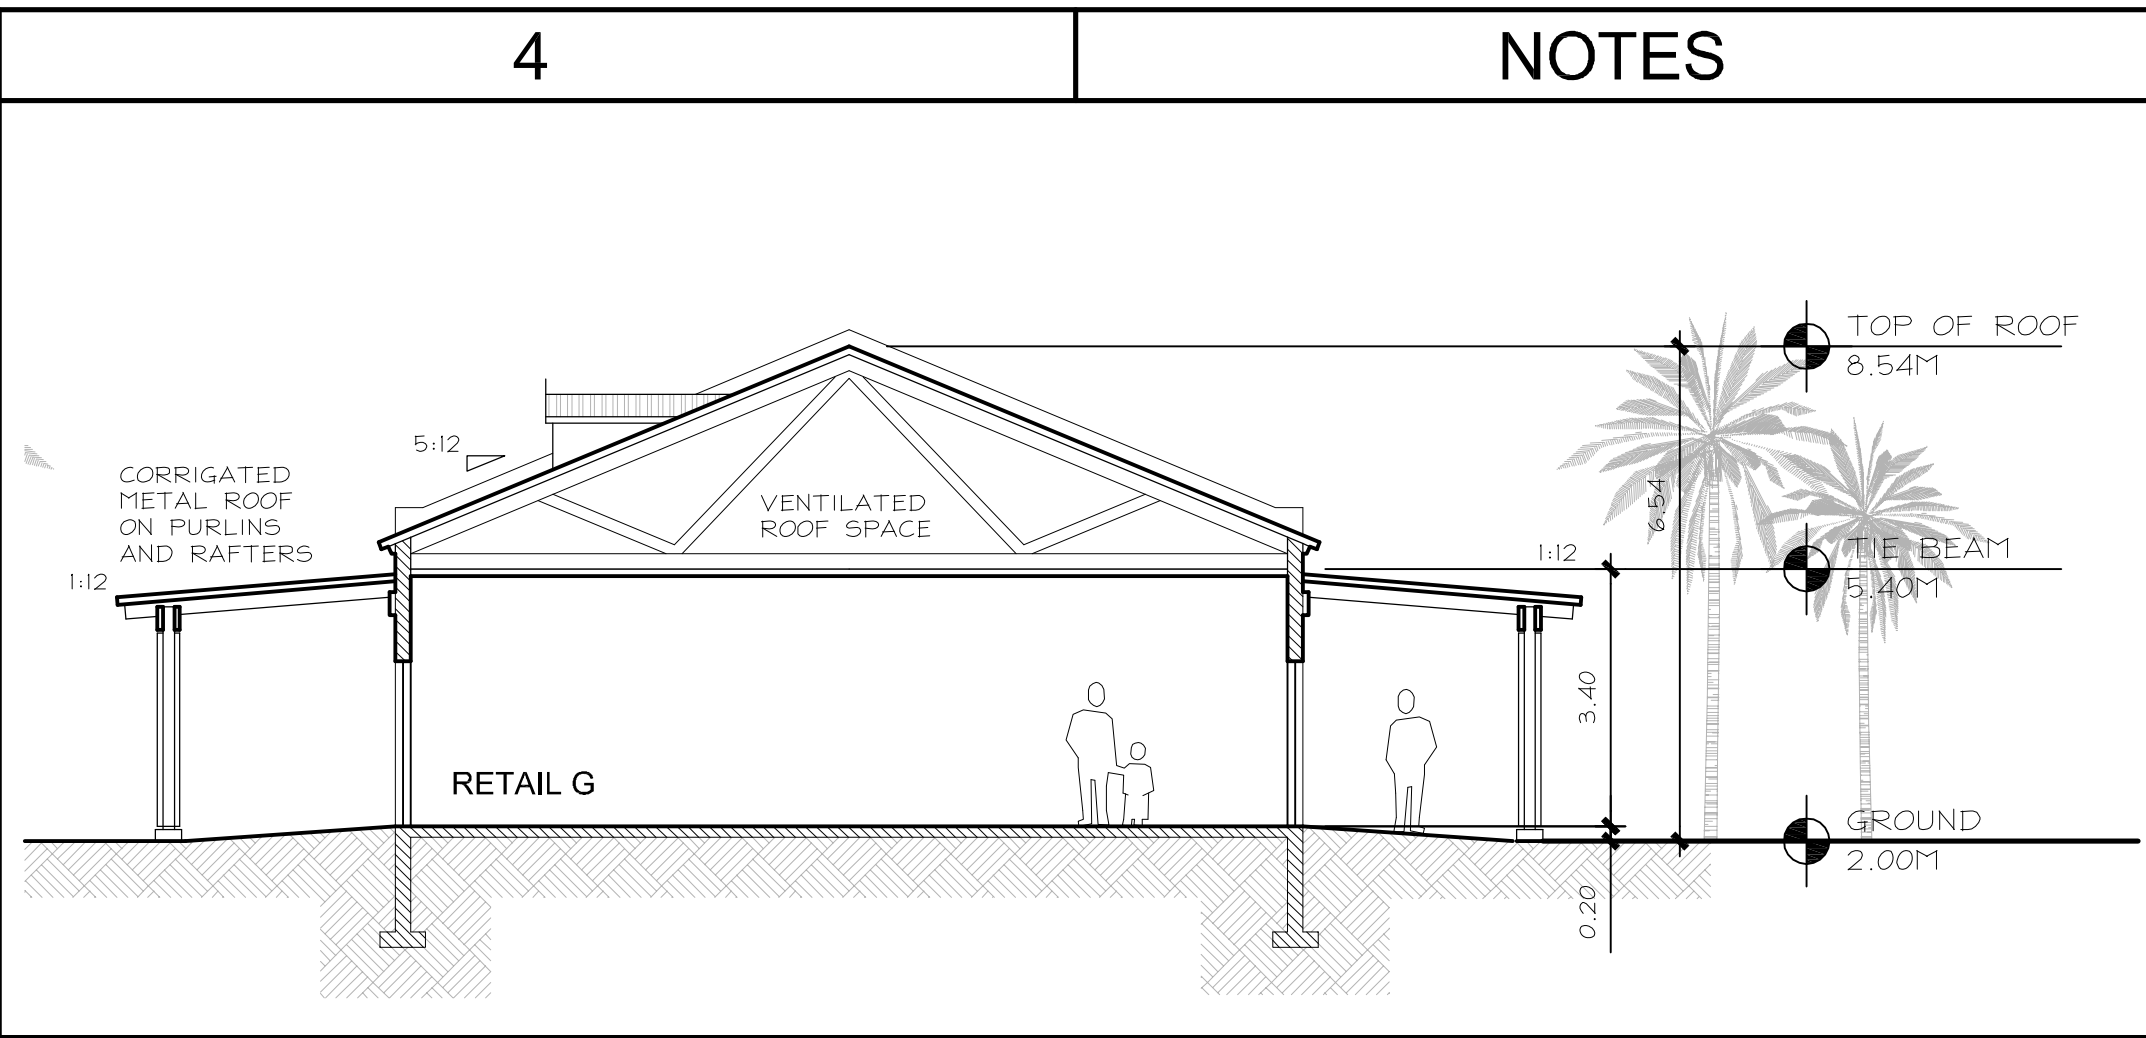 4
NOTES
TOP OF ROOF
8.54M
5:12
CORRIGATED
METAL ROOF
ON PURLINS
AND RAFTERS
VENTILATED
ROOF SPACE
6.54
1:12
TIE BEAM
5.40M
1:12
3.40
RETAIL G
GROUND
2.00M
0.20